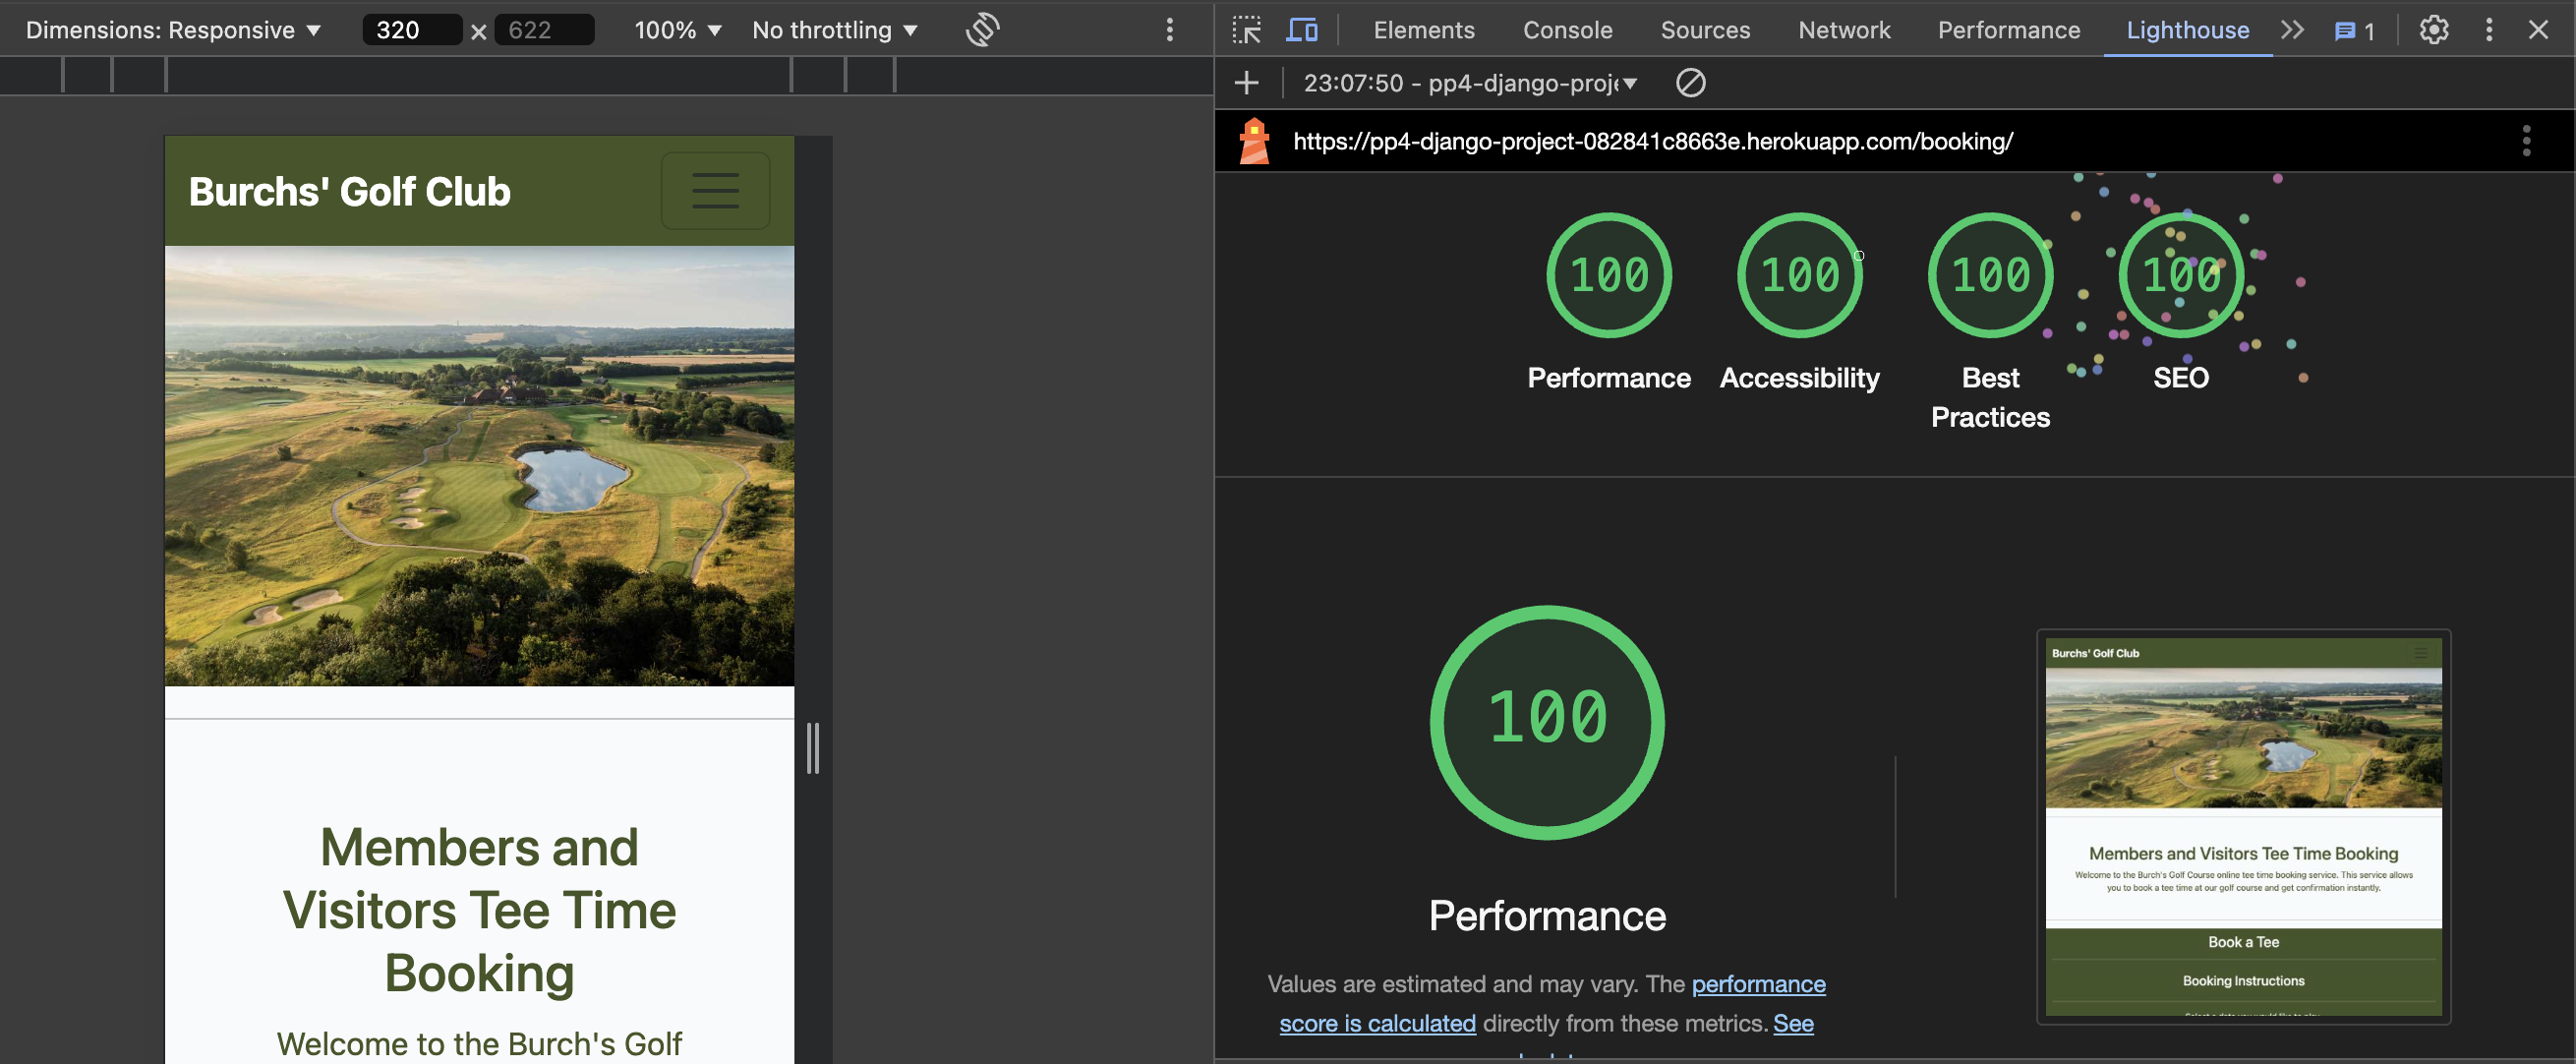 Dimensions: Responsive ▼ 320 × 622 100% ▼ No throttling ▼
Elements Console Sources Network Performance Lighthouse 1
23:07:50 - pp4-django-proj
https://pp4-django-project-082841c8663e.herokuapp.com/booking/
Burchs' Golf Club
Members and
Visitors Tee Time
Booking
Welcome to the Burch's Golf
100 100 100 100
Performance Accessibility Best Practices SEO
100
Performance
Values are estimated and may vary. The performance
score is calculated directly from these metrics. See
Burchs' Golf Club
Members and Visitors Tee Time Booking
Welcome to the Burch's Golf Course online tee time booking service. This service allows
you to book a tee time at our golf course and get confirmation instantly.
Book a Tee
Booking Instructions